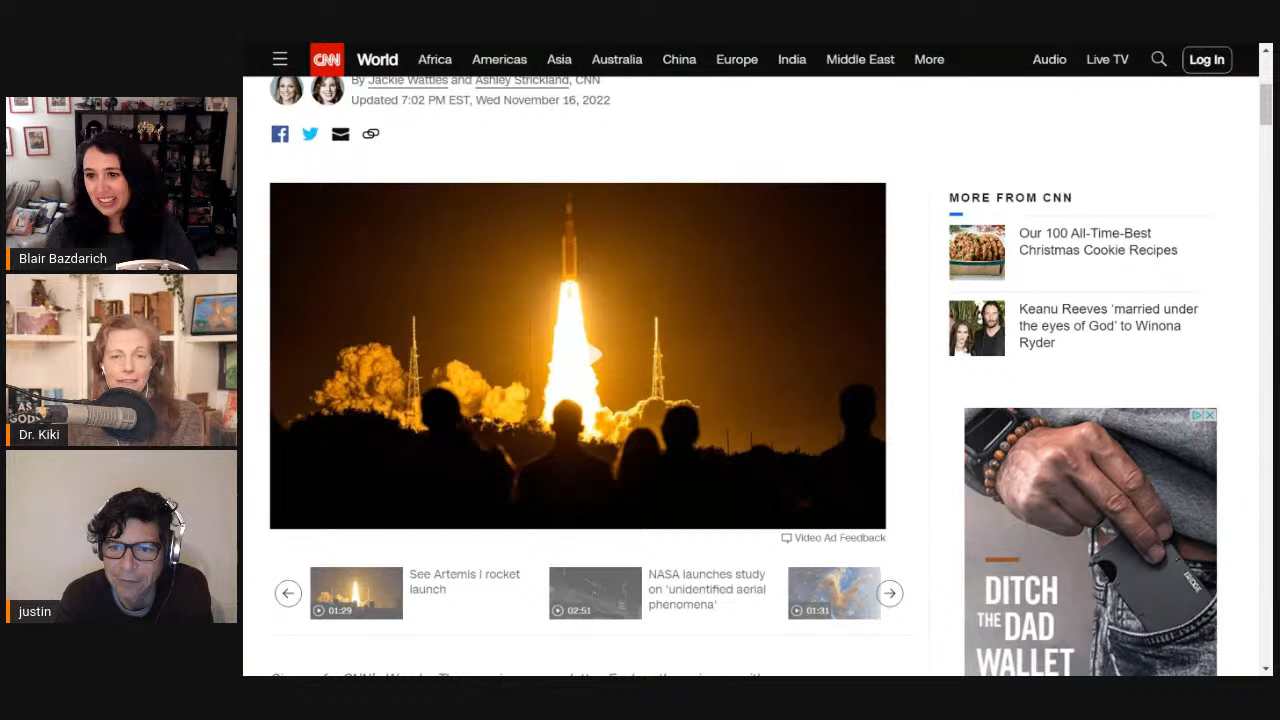 CNN World Africa Americas Asia Australia China Europe India Middle East More Audio Live TV Log In
By Jackie Wattles and Ashley Strickland, CNN
Updated 7:02 PM EST, Wed November 16, 2022
Blair Bazdarich
AS
GOD
Dr. Kiki
justin
Video Ad Feedback
01:29
See Artemis I rocket
launch
02:51
NASA launches study
on 'unidentified aerial
phenomena'
01:31
MORE FROM CNN
Our 100 All-Time-Best
Christmas Cookie Recipes
Keanu Reeves 'married under
the eyes of God' to Winona
Ryder
DITCH
THE DAD
WALLET
RIDGE